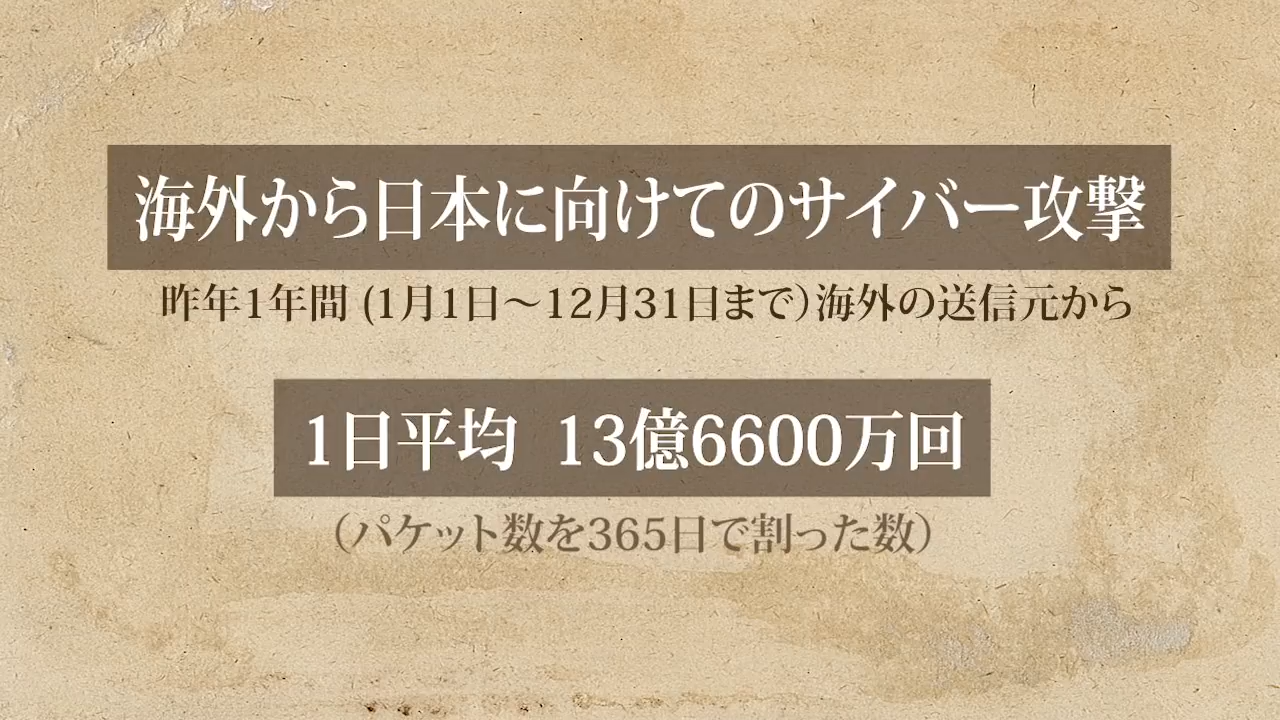 海外から日本に向けてのサイバー攻撃
昨年1年間 (1月1日～12月31日まで)海外の送信元から
1日平均 13億6600万回
（パケット数を365日で割った数）